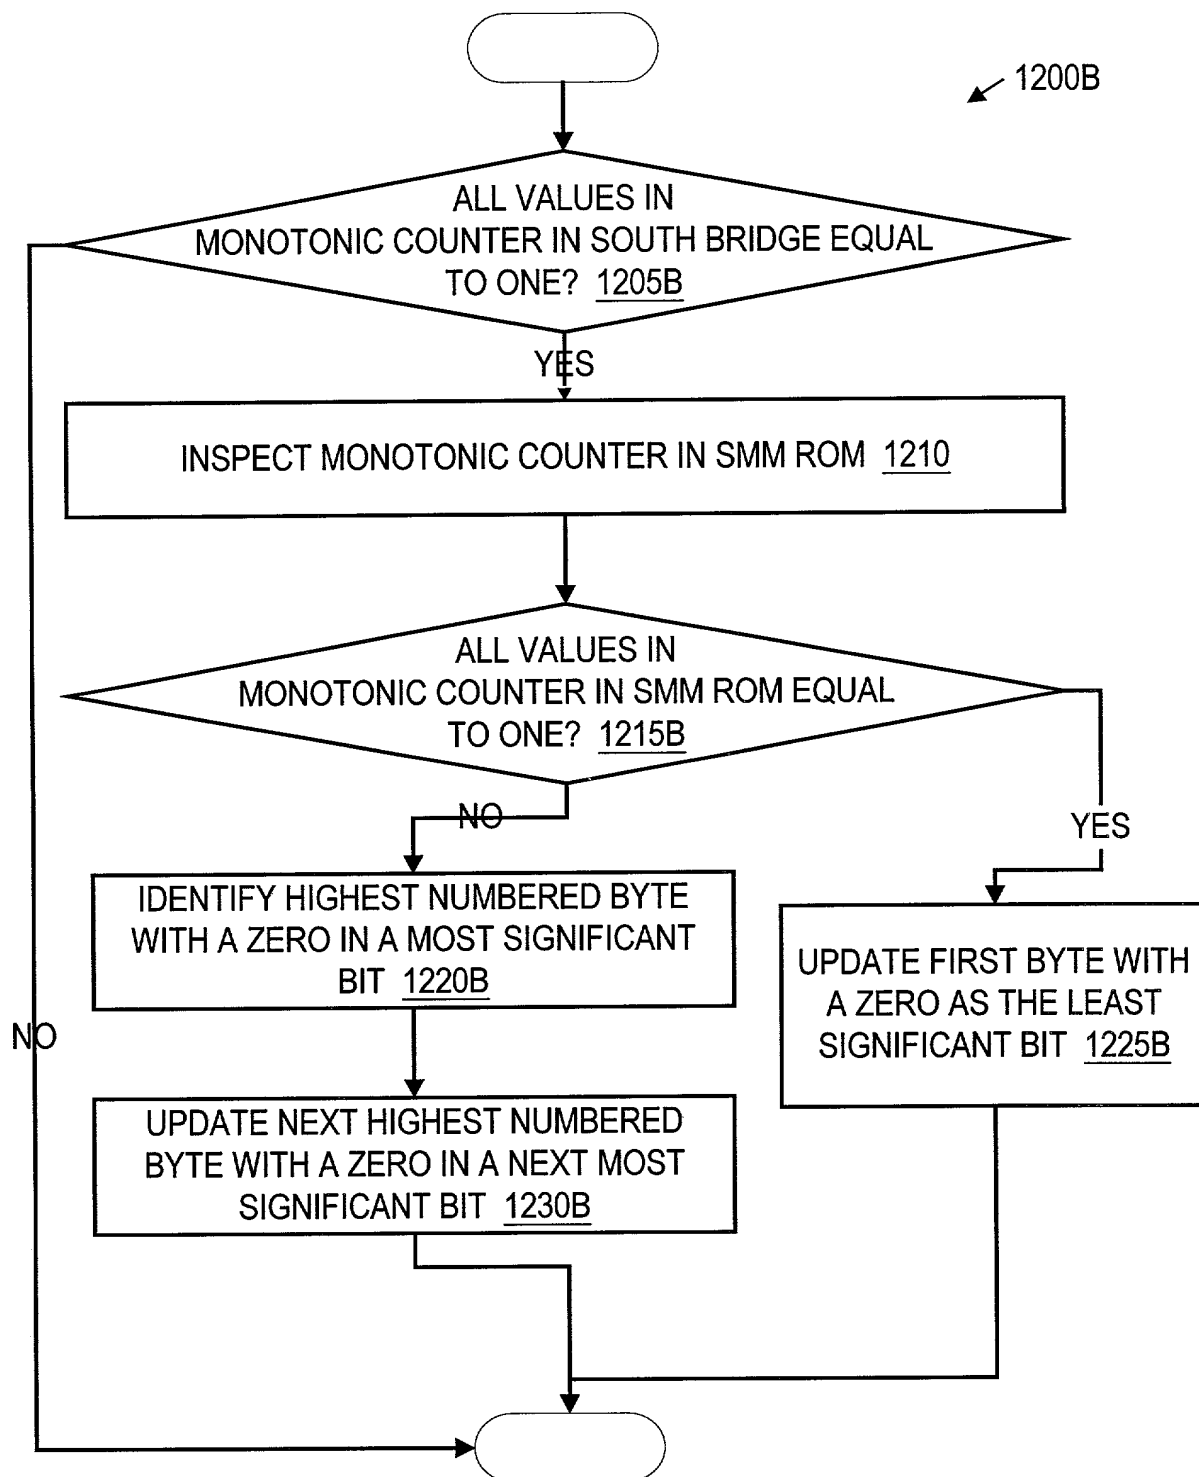 1200B
ALL VALUES IN
MONOTONIC COUNTER IN SOUTH BRIDGE EQUAL
TO ONE? 1205B
YES
INSPECT MONOTONIC COUNTER IN SMM ROM 1210
ALL VALUES IN
MONOTONIC COUNTER IN SMM ROM EQUAL
TO ONE? 1215B
NO
YES
IDENTIFY HIGHEST NUMBERED BYTE
WITH A ZERO IN A MOST SIGNIFICANT
BIT 1220B
UPDATE FIRST BYTE WITH
A ZERO AS THE LEAST
SIGNIFICANT BIT 1225B
NO
UPDATE NEXT HIGHEST NUMBERED
BYTE WITH A ZERO IN A NEXT MOST
SIGNIFICANT BIT 1230B